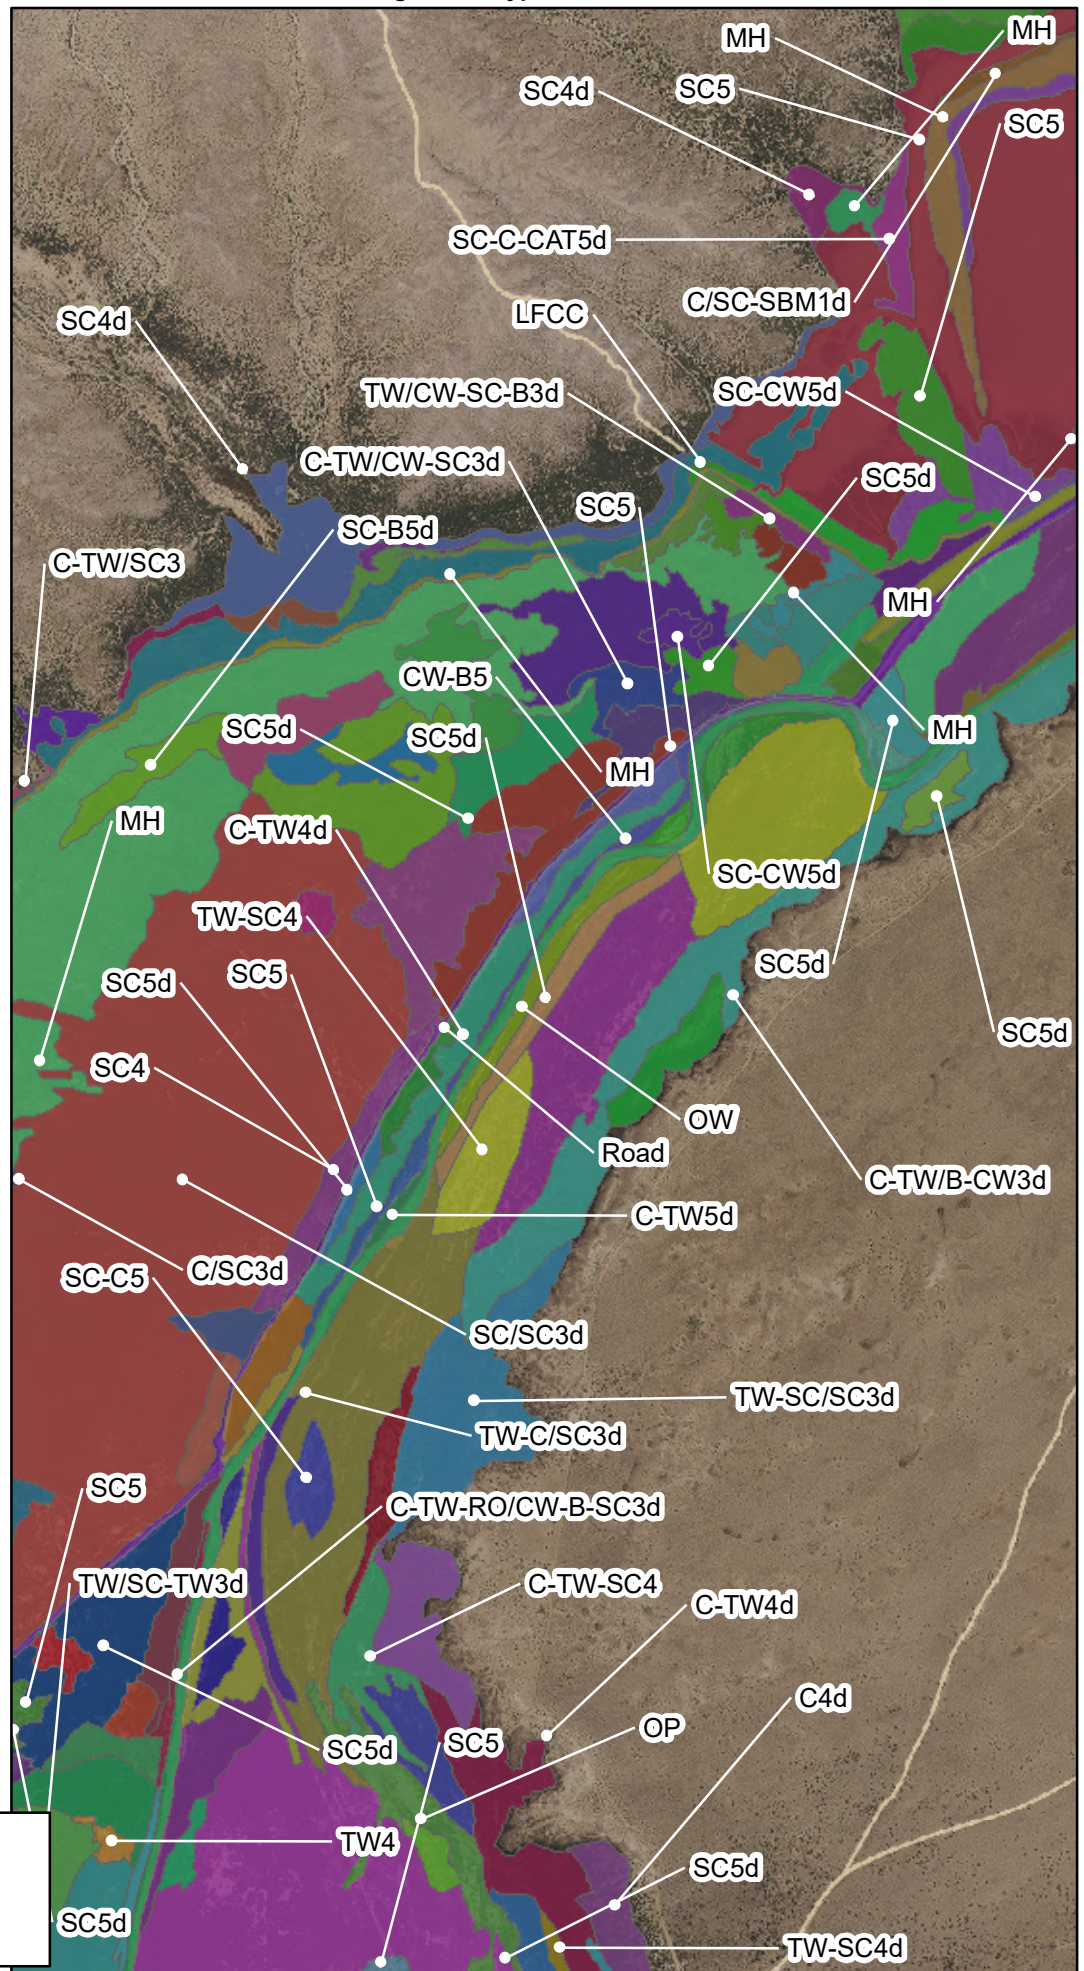 MH
MH
SC4d
SC5
SC5
SC-C-CAT5d
C/SC-SBM1d
LFCC
SC4d
TW/CW-SC-B3d
SC-CW5d
C-TW/CW-SC3d
SC5d
SC5
SC-B5d
C-TW/SC3
MH
CW-B5
SC5d
SC5d
MH
MH
MH
C-TW4d
SC-CW5d
TW-SC4
SC5d
SC5
SC5d
SC5d
SC4
OW
Road
C-TW/B-CW3d
C-TW5d
C/SC3d
SC-C5
SC/SC3d
TW-SC/SC3d
TW-C/SC3d
SC5
C-TW-RO/CW-B-SC3d
TW/SC-TW3d
C-TW-SC4
C-TW4d
C4d
OP
SC5d
SC5
TW4
SC5d
SC5d
TW-SC4d